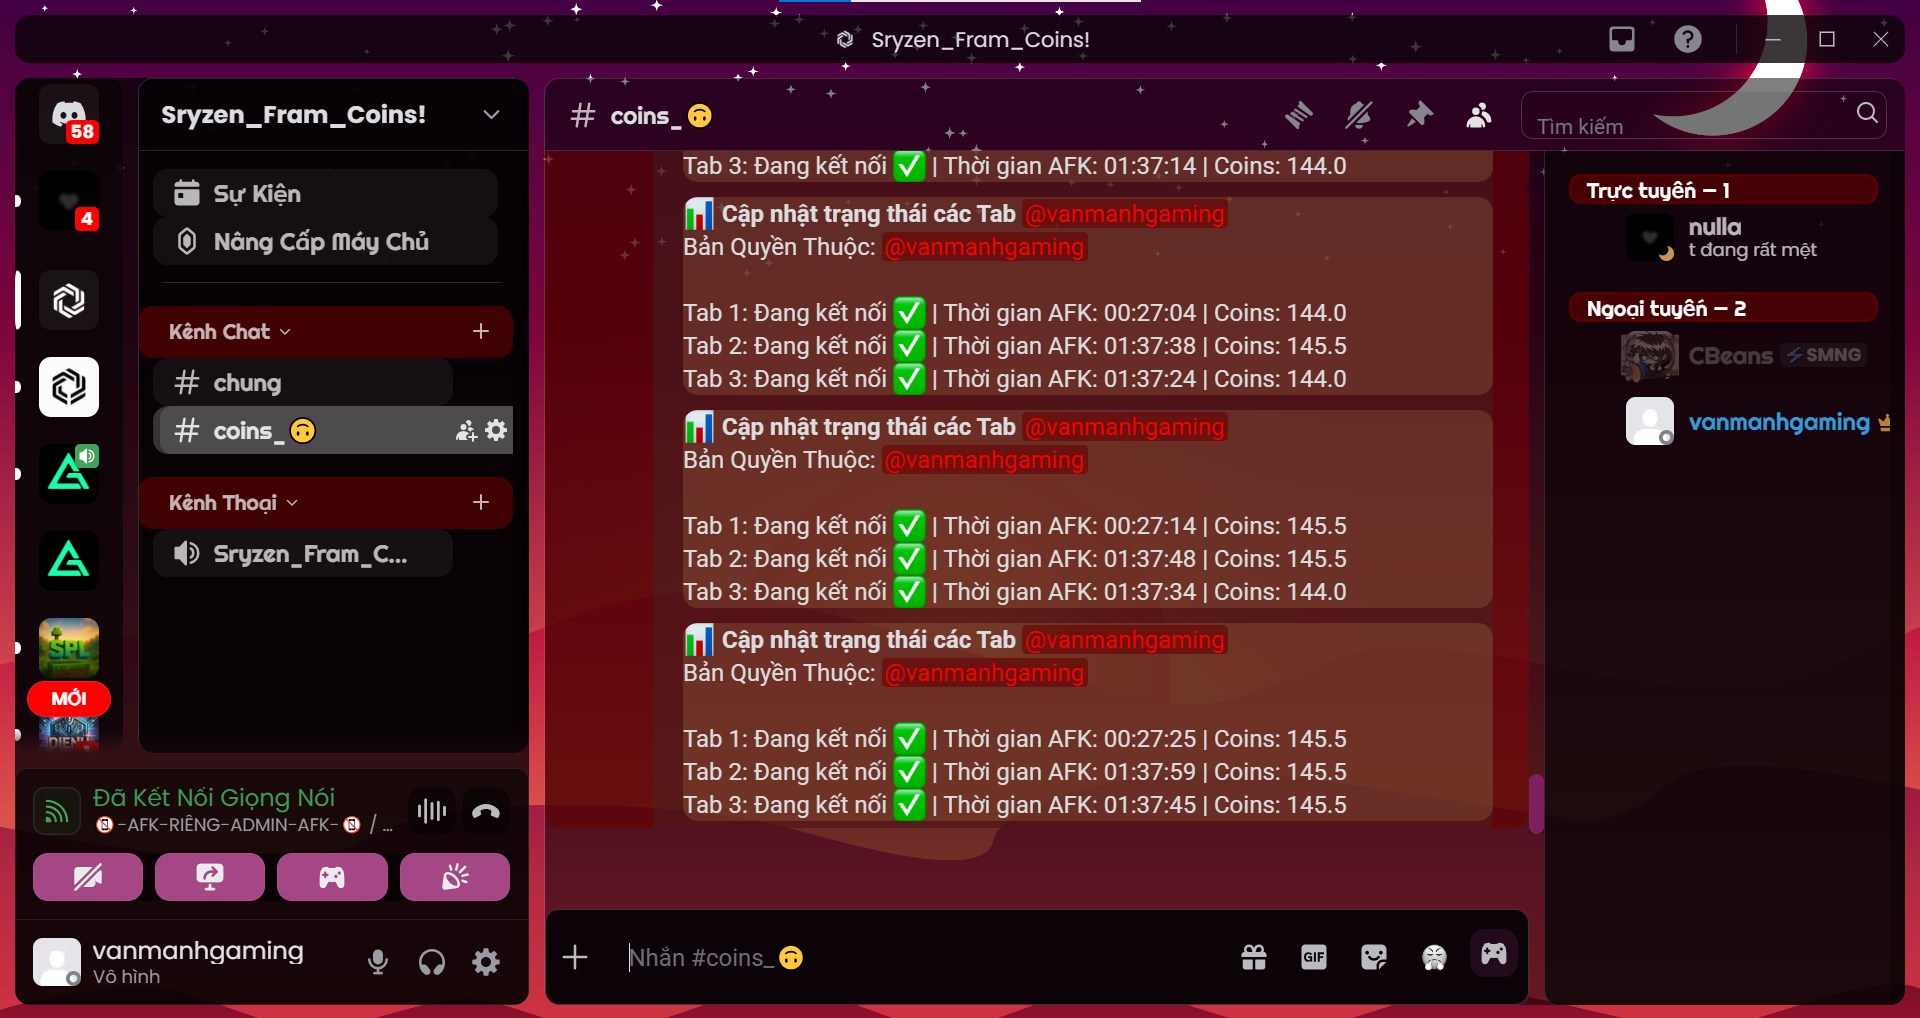 Sryzen_Fram_Coins!
58
4
MỚI
SPL
Sryzen_Fram_Coins!
Sự Kiện
Nâng Cấp Máy Chủ
Kênh Chat
chung
coins_🙃
Kênh Thoại
Sryzen_Fram_C...
Đã Kết Nối Giọng Nói
-AFK-RIÊNG-ADMIN-AFK- / ...
vanmanhgaming
Vô hình
# coins_🙃
Tìm kiếm
Tab 3: Đang kết nối ✅ | Thời gian AFK: 01:37:14 | Coins: 144.0
📊 Cập nhật trạng thái các Tab @vanmanhgaming
Bản Quyền Thuộc: @vanmanhgaming
Tab 1: Đang kết nối ✅ | Thời gian AFK: 00:27:04 | Coins: 144.0
Tab 2: Đang kết nối ✅ | Thời gian AFK: 01:37:38 | Coins: 145.5
Tab 3: Đang kết nối ✅ | Thời gian AFK: 01:37:24 | Coins: 144.0
📊 Cập nhật trạng thái các Tab @vanmanhgaming
Bản Quyền Thuộc: @vanmanhgaming
Tab 1: Đang kết nối ✅ | Thời gian AFK: 00:27:14 | Coins: 145.5
Tab 2: Đang kết nối ✅ | Thời gian AFK: 01:37:48 | Coins: 145.5
Tab 3: Đang kết nối ✅ | Thời gian AFK: 01:37:34 | Coins: 144.0
📊 Cập nhật trạng thái các Tab @vanmanhgaming
Bản Quyền Thuộc: @vanmanhgaming
Tab 1: Đang kết nối ✅ | Thời gian AFK: 00:27:25 | Coins: 145.5
Tab 2: Đang kết nối ✅ | Thời gian AFK: 01:37:59 | Coins: 145.5
Tab 3: Đang kết nối ✅ | Thời gian AFK: 01:37:45 | Coins: 145.5
Nhắn #coins_🙃
GIF
Trực tuyến — 1
nulla
t đang rất mệt
Ngoại tuyến — 2
CBeans ⚡SMNG
vanmanhgaming